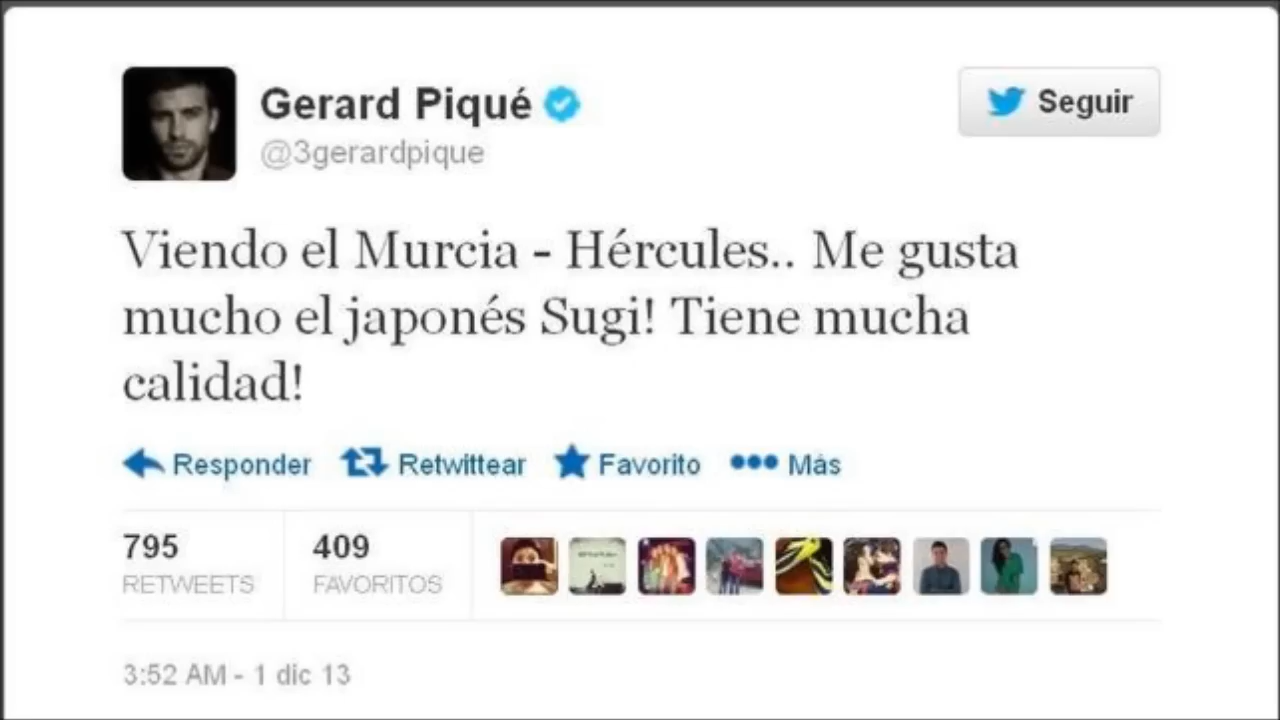 Gerard Piqué
@3gerardpique
Seguir
Viendo el Murcia - Hércules.. Me gusta
mucho el japonés Sugi! Tiene mucha
calidad!
Responder Retwittear Favorito Más
795 409
RETWEETS FAVORITOS
3:52 AM - 1 dic 13